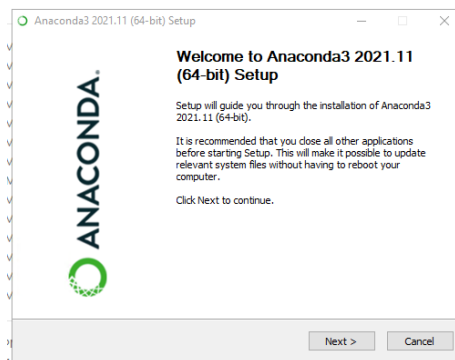 Anaconda3 2021.11 (64-bit) Setup
Welcome to Anaconda3 2021.11
(64-bit) Setup
Setup will guide you through the installation of Anaconda3
2021.11 (64-bit).
It is recommended that you close all other applications
before starting Setup. This will make it possible to update
relevant system files without having to reboot your
computer.
Click Next to continue.
ANACONDA.
Next >
Cancel